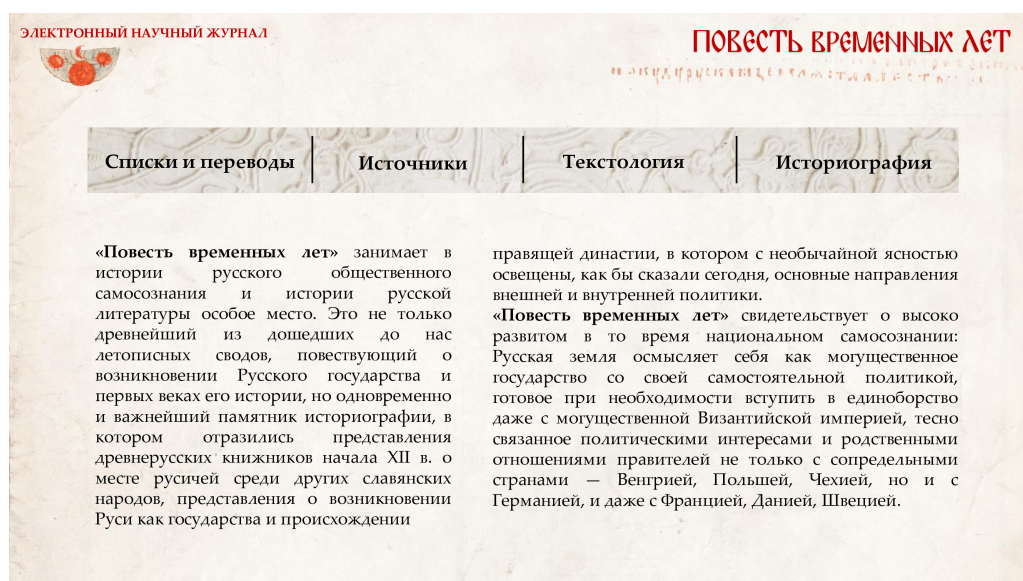 ЭЛЕКТРОННЫЙ НАУЧНЫЙ ЖУРНАЛ
ПОВЕСТЬ ВРЕМЕННЫХ ЛЕТ
Списки и переводы
Источники
Текстология
Историография
«Повесть временных лет» занимает в
истории русского общественного
самосознания и истории русской
литературы особое место. Это не только
древнейший из дошедших до нас
летописных сводов, повествующий о
возникновении Русского государства и
первых веках его истории, но одновременно
и важнейший памятник историографии, в
котором отразились представления
древнерусских книжников начала XII в. о
месте русичей среди других славянских
народов, представления о возникновении
Руси как государства и происхождении
правящей династии, в котором с необычайной ясностью
освещены, как бы сказали сегодня, основные направления
внешней и внутренней политики.
«Повесть временных лет» свидетельствует о высоко
развитом в то время национальном самосознании:
Русская земля осмысляет себя как могущественное
государство со своей самостоятельной политикой,
готовое при необходимости вступить в единоборство
даже с могущественной Византийской империей, тесно
связанное политическими интересами и родственными
отношениями правителей не только с сопредельными
странами — Венгрией, Польшей, Чехией, но и с
Германией, и даже с Францией, Данией, Швецией.